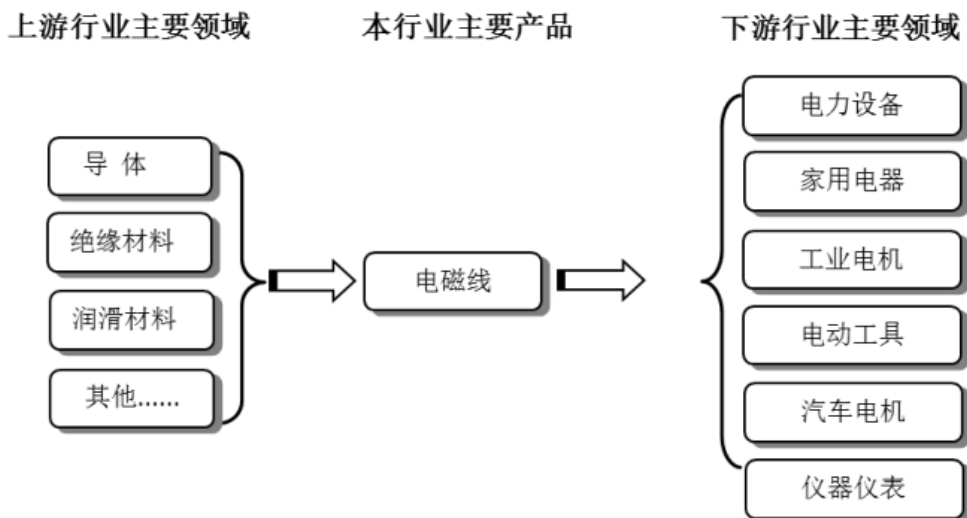 上游行业主要领域
本行业主要产品
下游行业主要领域
导 体
绝缘材料
润滑材料
其他......
电磁线
电力设备
家用电器
工业电机
电动工具
汽车电机
仪器仪表